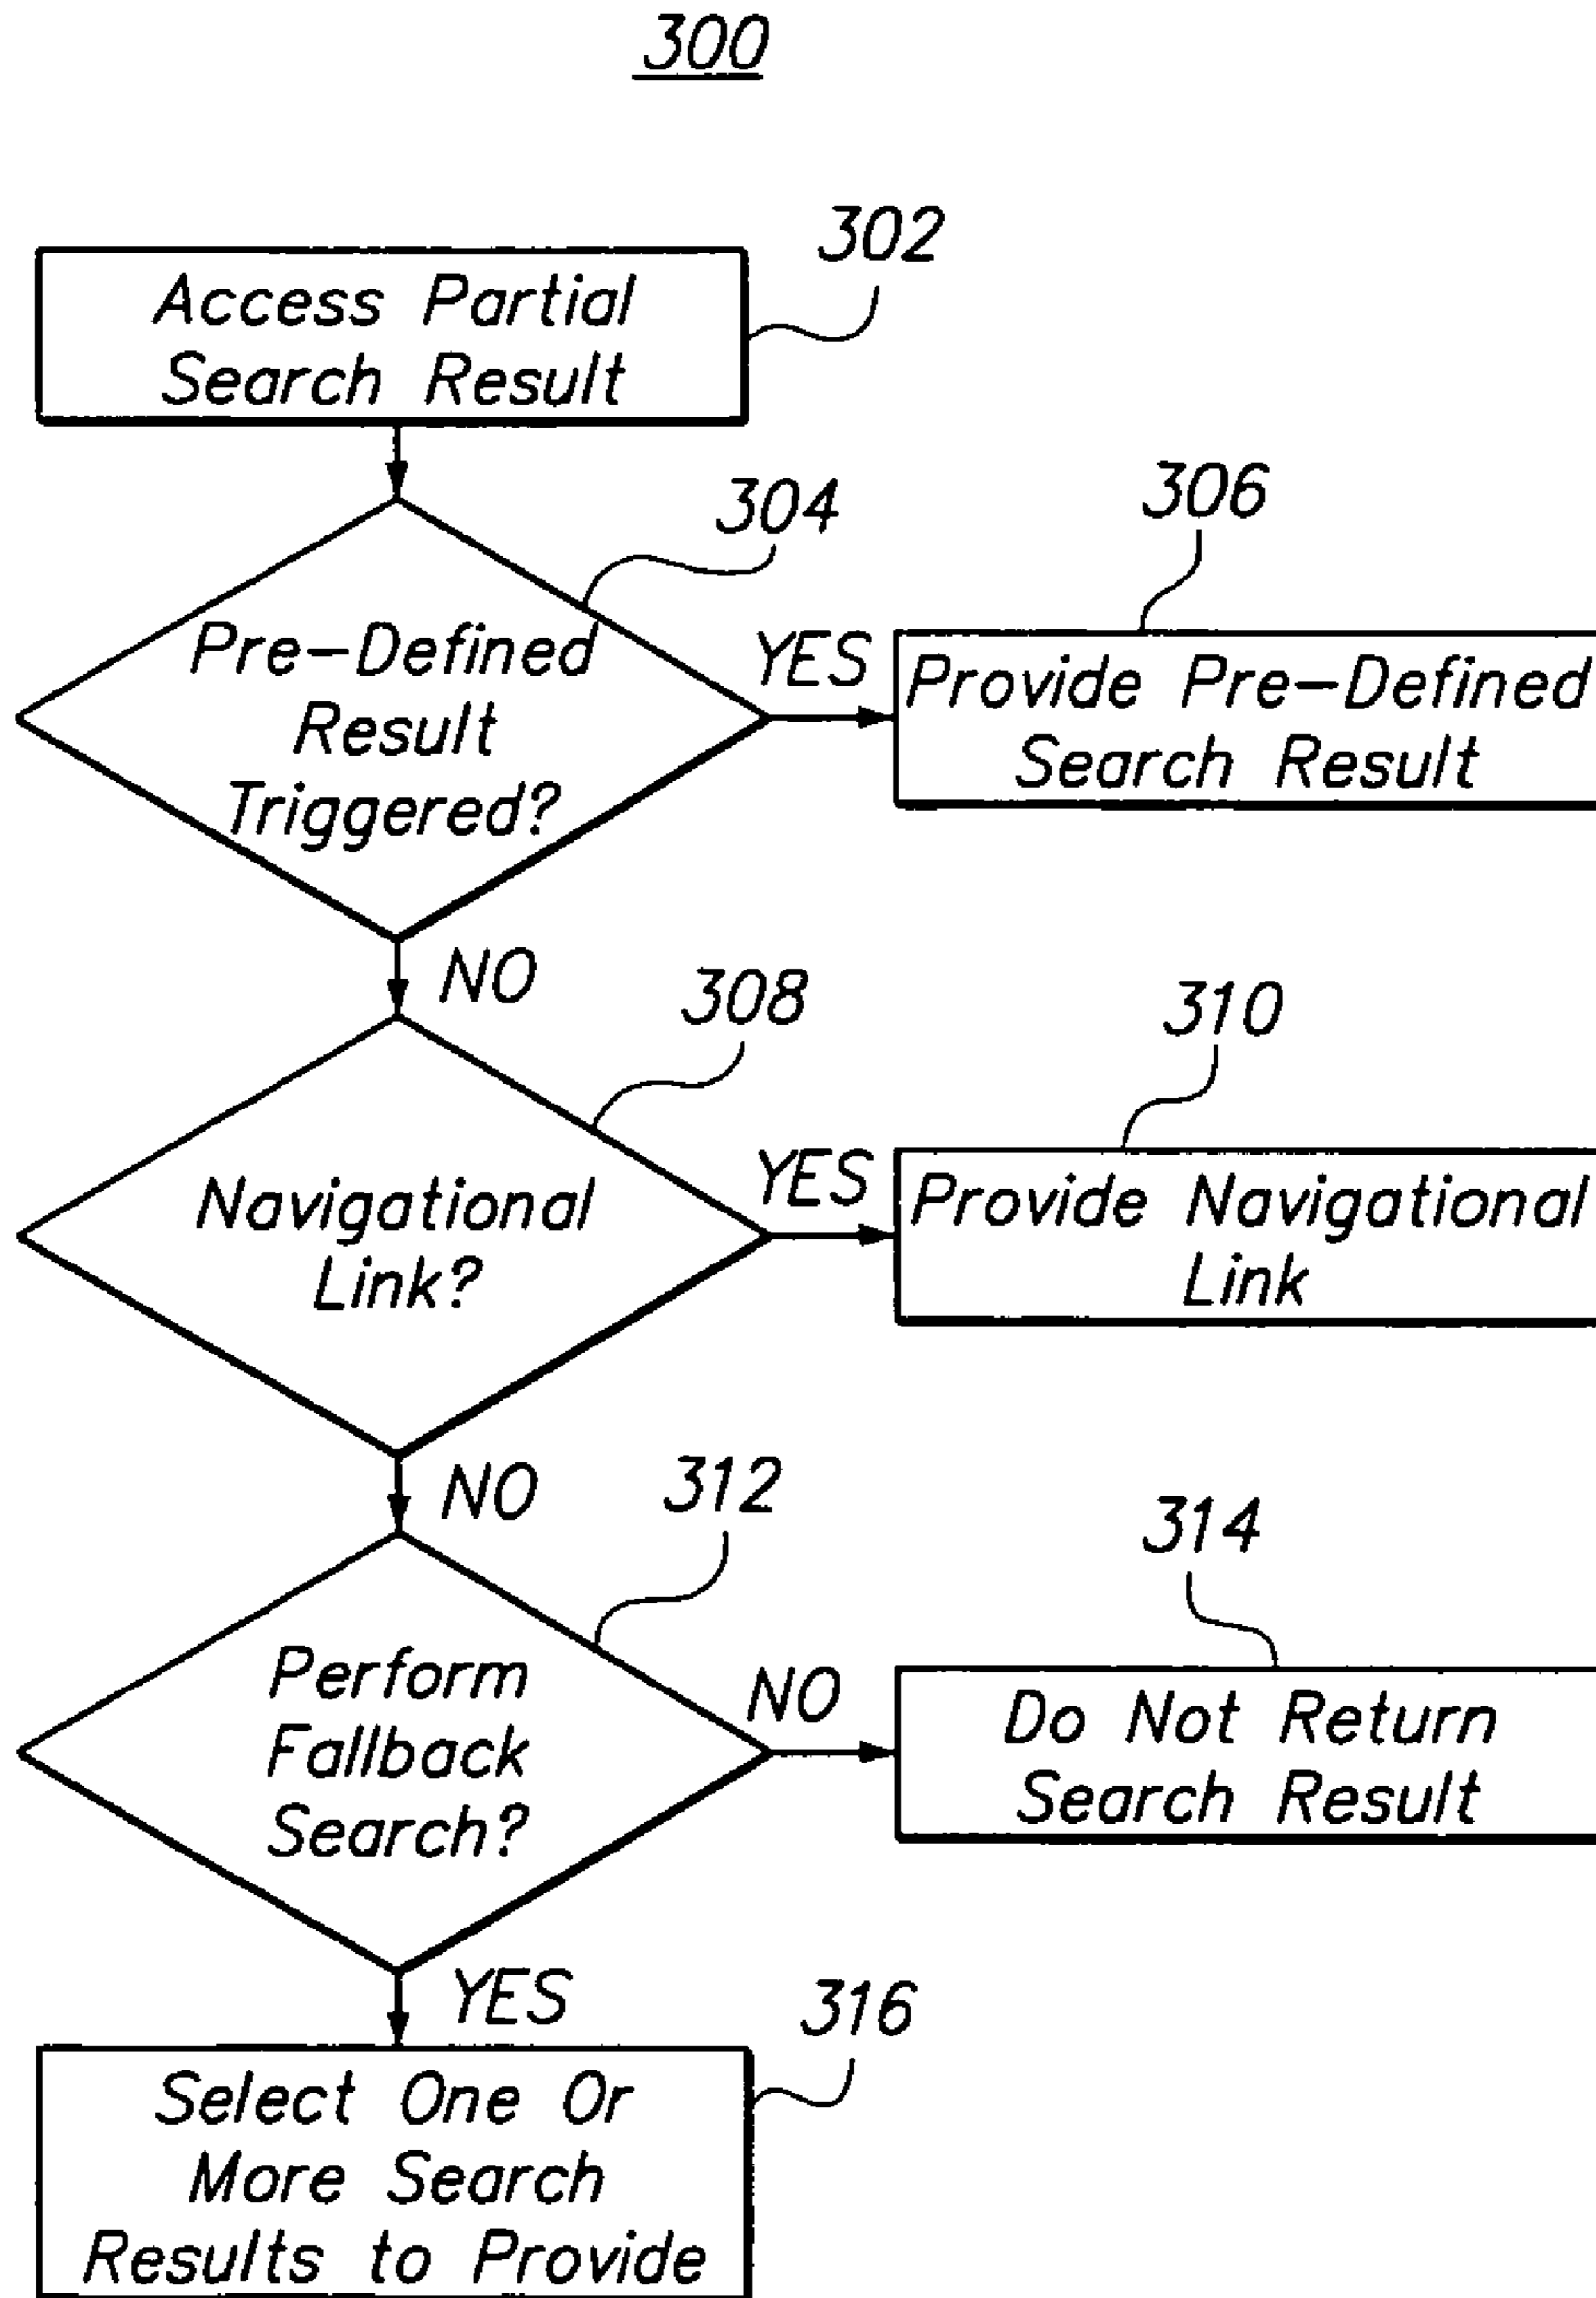 300
302
Access Partial
Search Result
304
Pre-Defined
Result
Triggered?
YES
306
Provide Pre-Defined
Search Result
NO
308
Navigational
Link?
YES
310
Provide Navigational
Link
NO
312
Perform
Fallback
Search?
NO
314
Do Not Return
Search Result
YES
316
Select One Or
More Search
Results to Provide